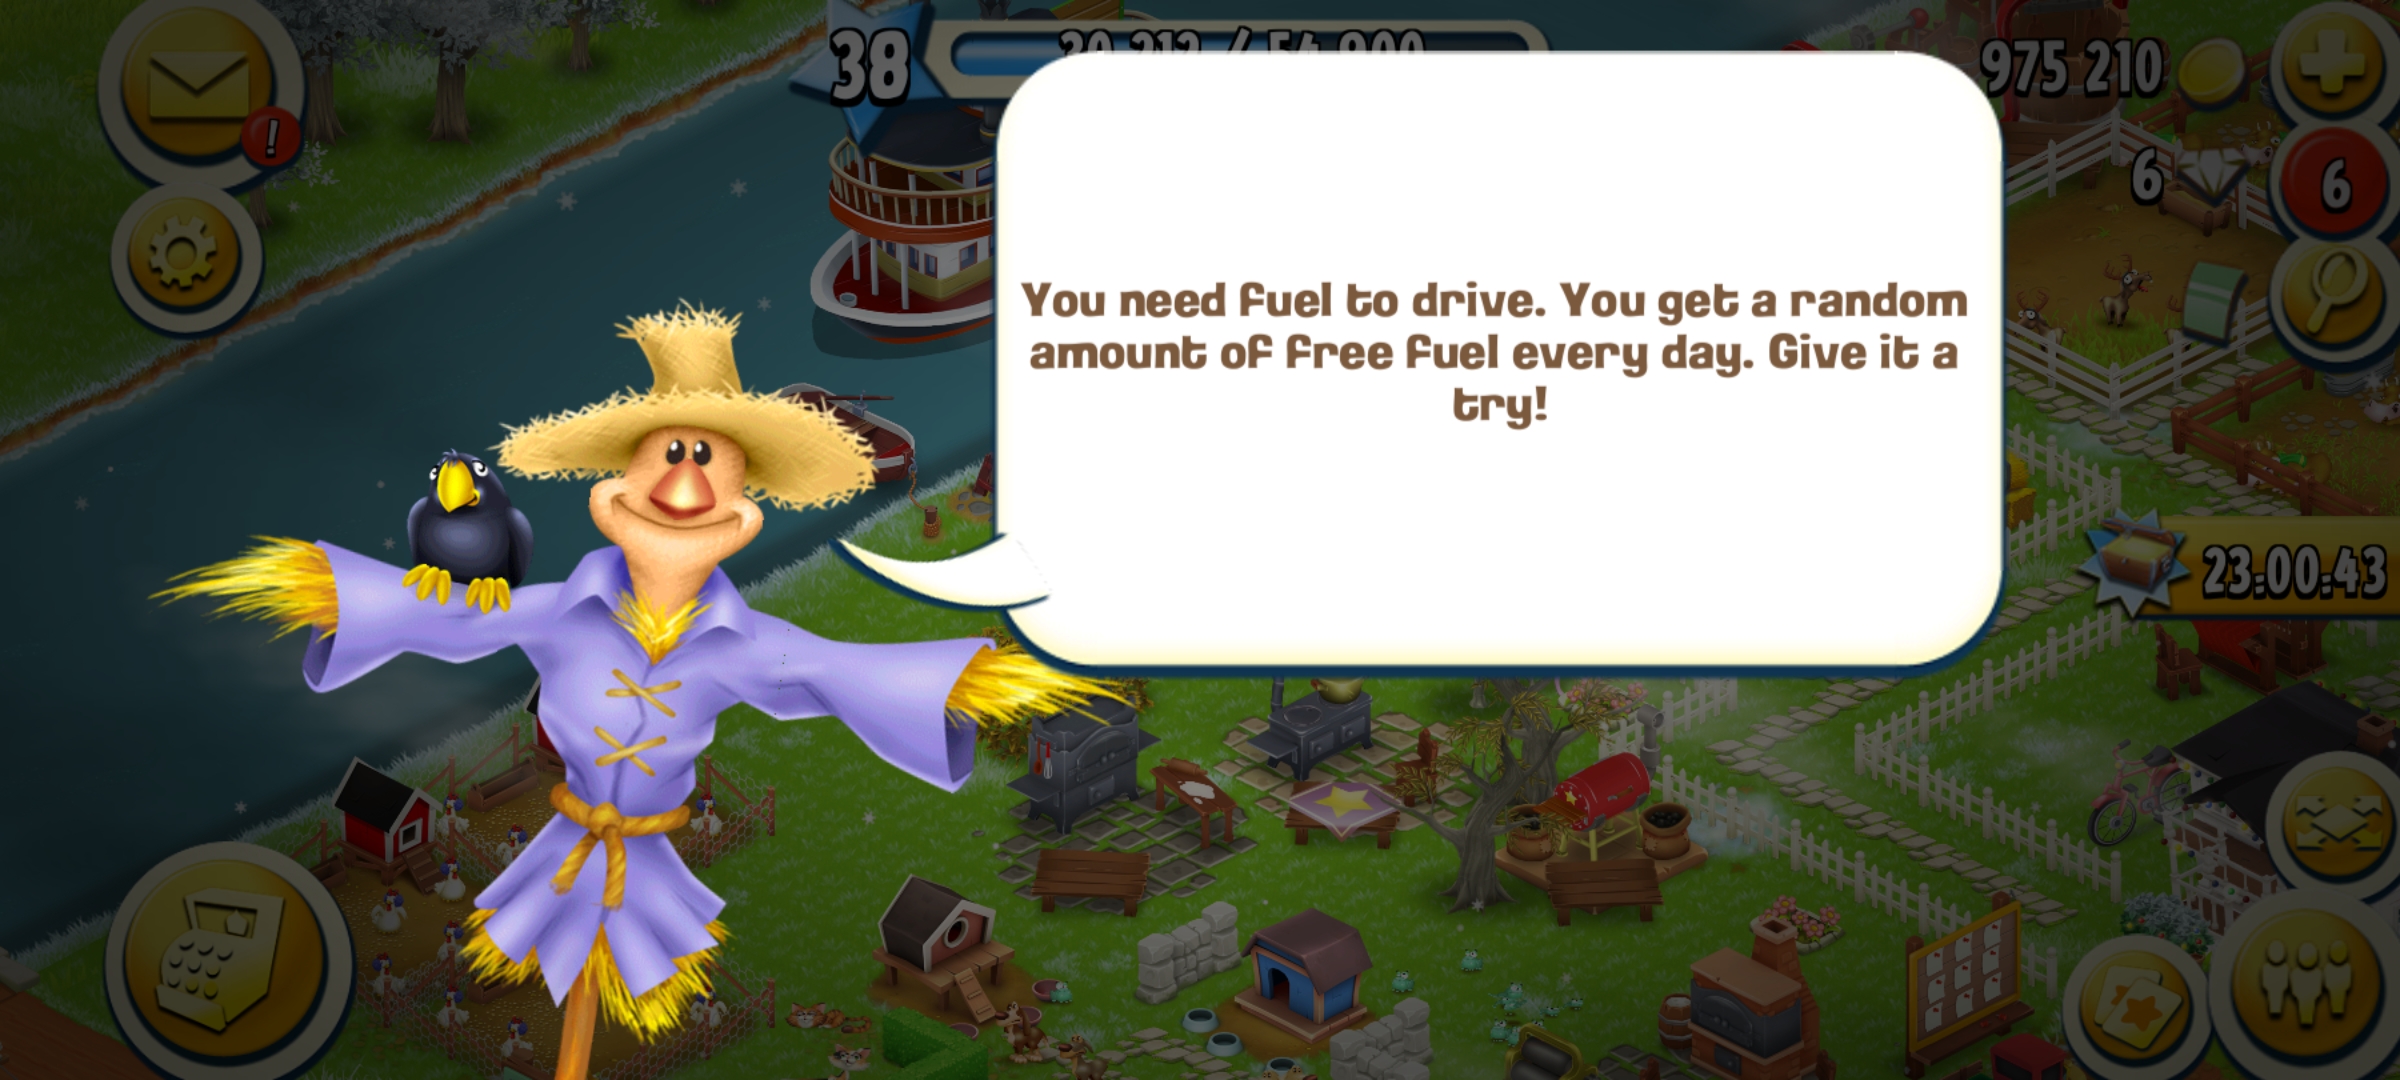 38
975 210
6
6
You need fuel to drive. You get a random
amount of free fuel every day. Give it a
try!
23:00:43